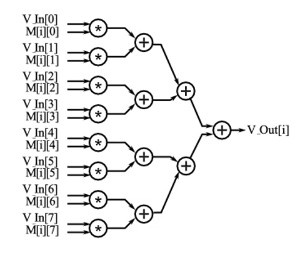 V_In[0]
M[i][0]
V_In[1]
M[i][1]
V_In[2]
M[i][2]
V_In[3]
M[i][3]
V_In[4]
M[i][4]
V_In[5]
M[i][5]
V_In[6]
M[i][6]
V_In[7]
M[i][7]
*
*
*
*
*
*
*
*
+
+
+
+
+
+
+
V_Out[i]